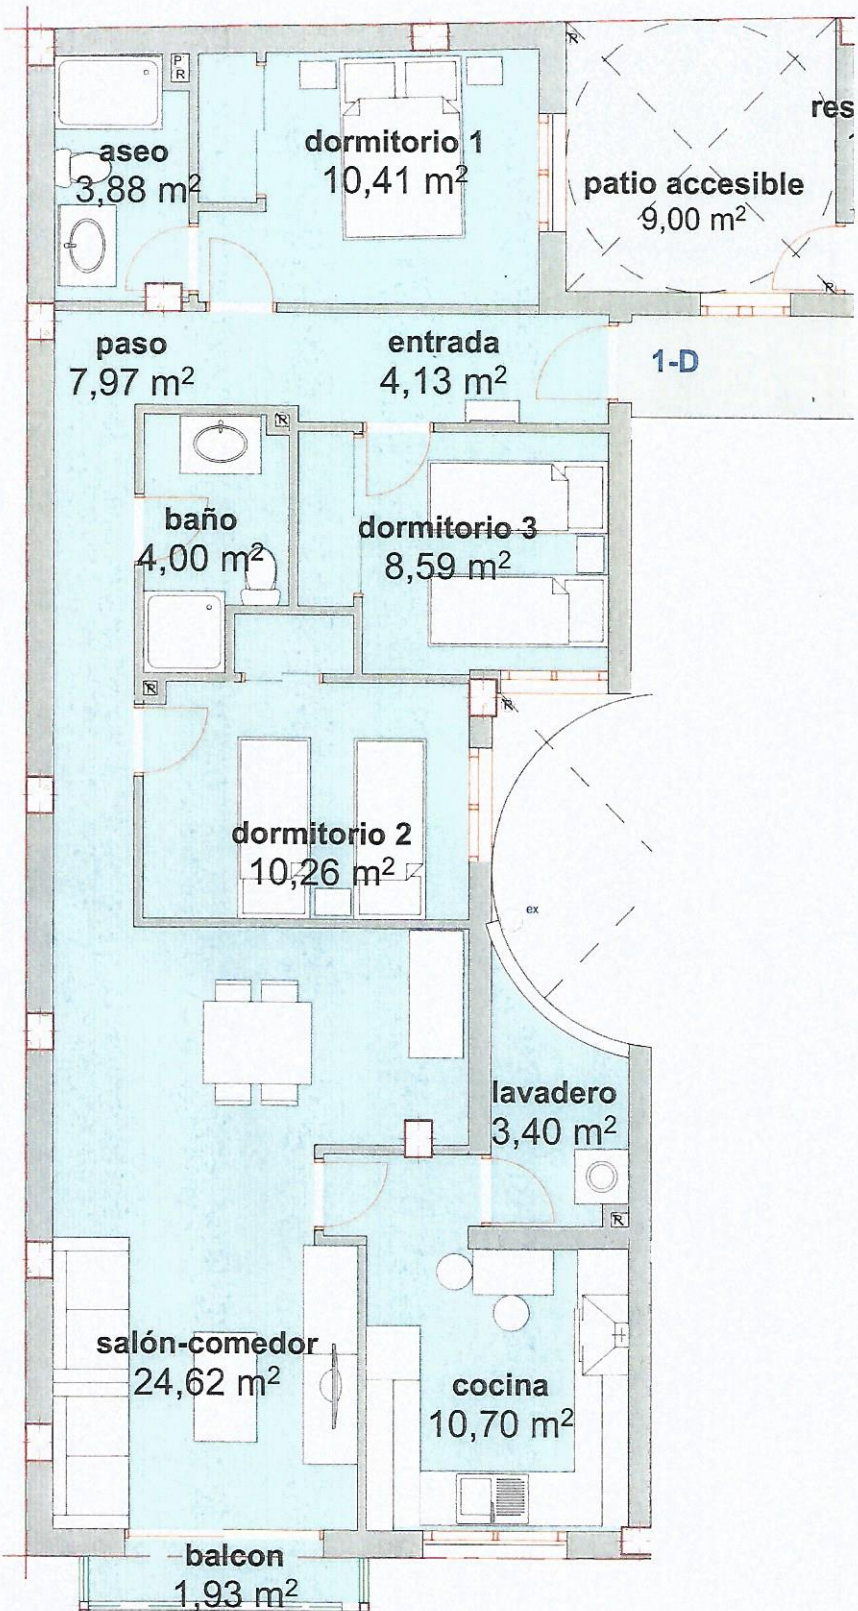 P
R
R
aseo
3,88 m²
dormitorio 1
10,41 m²
res
patio accesible
9,00 m²
R
paso
7,97 m²
entrada
4,13 m²
1-D
R
baño
4,00 m²
dormitorio 3
8,59 m²
R
R
dormitorio 2
10,26 m²
ex
lavadero
3,40 m²
R
salón-comedor
24,62 m²
cocina
10,70 m²
balcon
1,93 m²